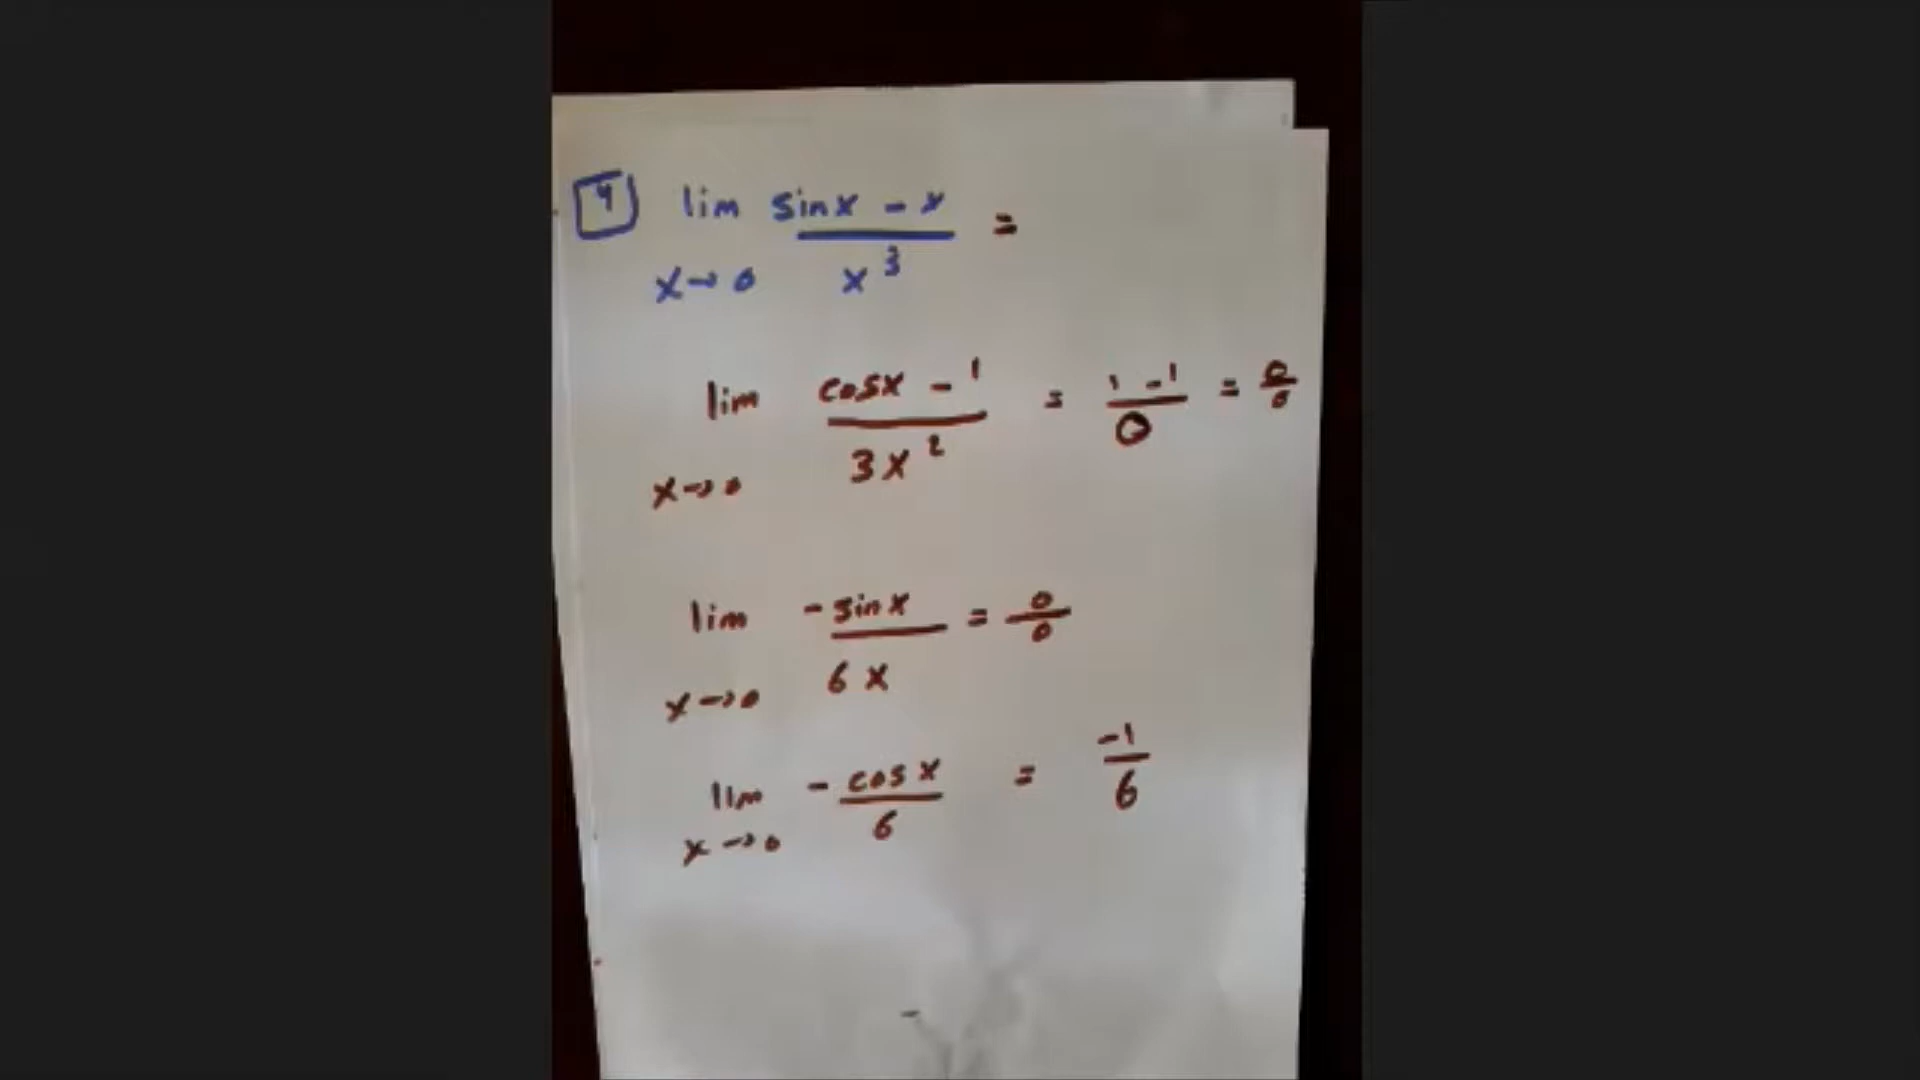 4 lim sinx - x =
x→0 x³
lim cosx - 1 = 1 - 1 = 0
x→0 3x² 0 0
lim - sinx = 0
x→0 6x 0
lim - cosx = -1
x→0 6 6